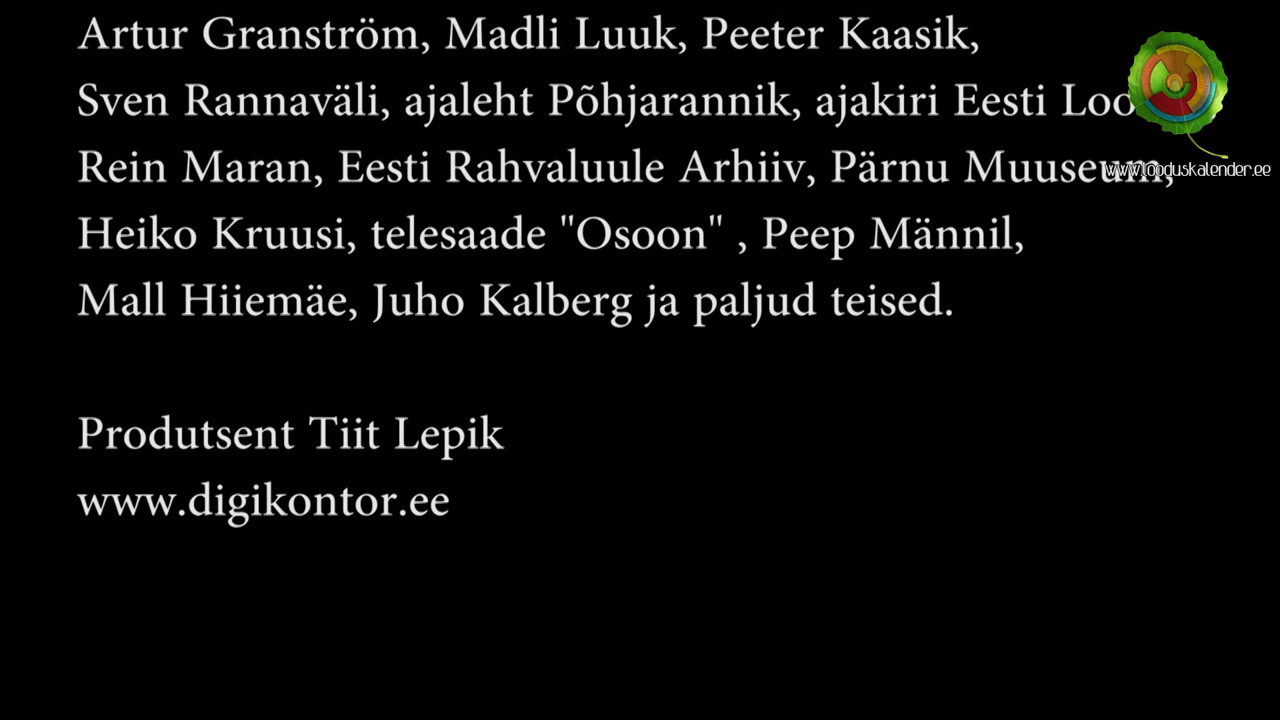 Artur Granström, Madli Luuk, Peeter Kaasik,
Sven Rannaväli, ajaleht Põhjarannik, ajakiri Eesti
Rein Maran, Eesti Rahvaluule Arhiiv, Pärnu Muuseum,
www.looduskalender.ee
Heiko Kruusi, telesaade "Osoon" , Peep Männil,
Mall Hiiemäe, Juho Kalberg ja paljud teised.
Produtsent Tiit Lepik
www.digikontor.ee